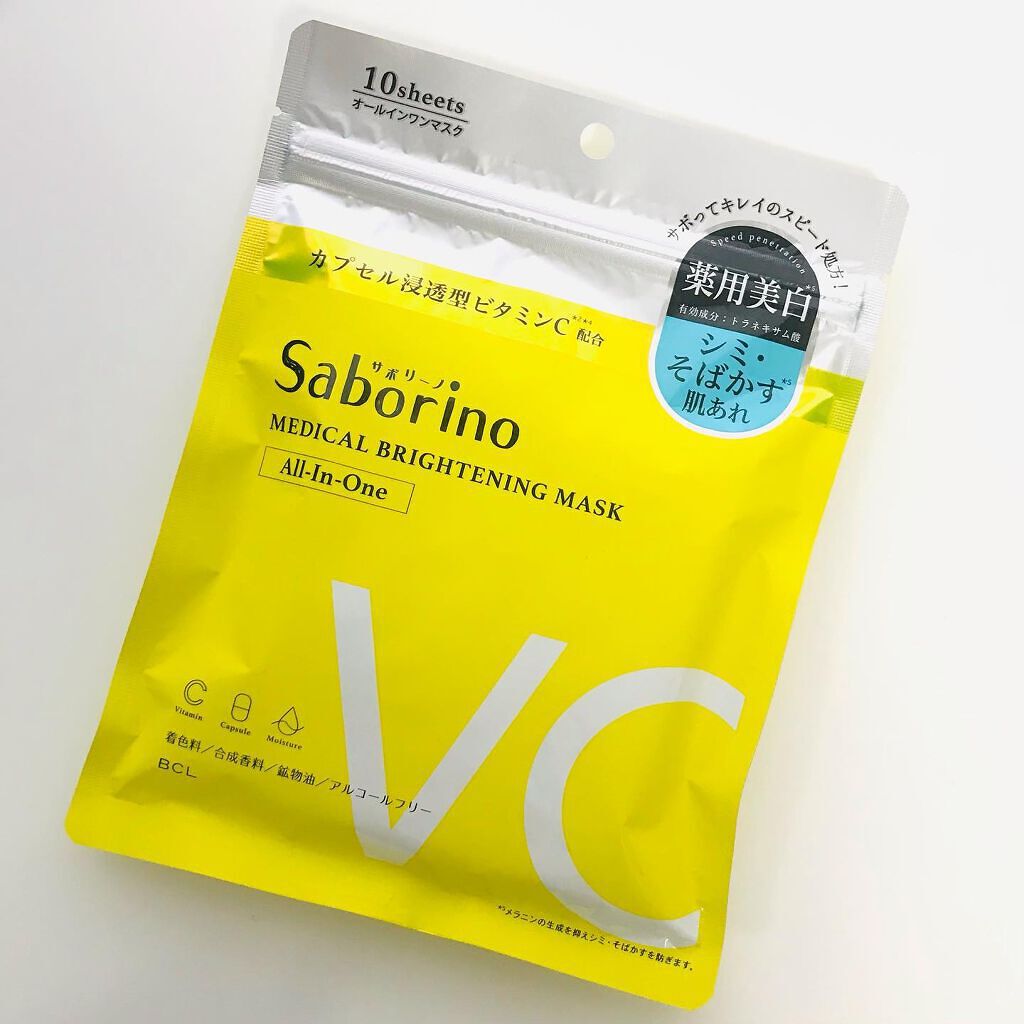 10sheets
オールインワンマスク
サボってキレイのスピード処方!
Speed penetration
薬用美白*5
有効成分:トラネキサム酸
シミ・
そばかす*5
肌あれ
カプセル浸透型ビタミンC*2*4 配合
サボリーノ
Saborino
MEDICAL BRIGHTENING MASK
All-In-One
VC
Vitamin
Capsule
Moisture
着色料/合成香料/鉱物油/アルコールフリー
BCL
*5メラニンの生成を抑えシミ・そばかすを防ぎます。